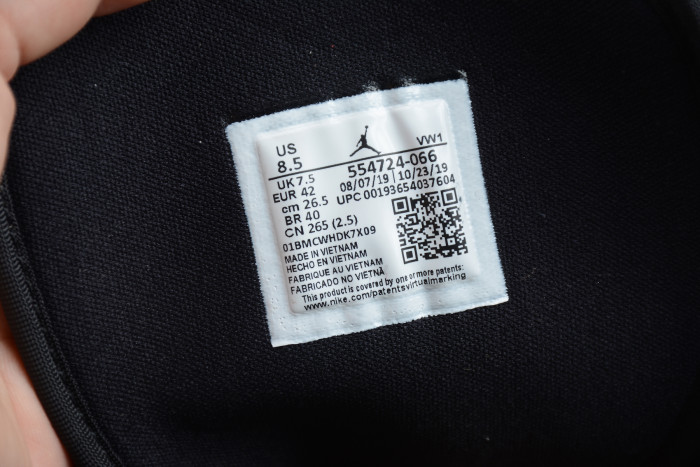 US
8.5
VW1
554724-066
UK 7.5
08/07/19 | 10/23/19
EUR 42
UPC 00193654037604
cm 26.5
BR 40
CN 265 (2.5)
01BMCWHDK7X09
MADE IN VIETNAM
HECHO EN VIETNAM
FABRIQUE AU VIETNAM
FABRICADO NO VIETNÃ
This product is covered by one or more patents:
www.nike.com/patentsvirtualmarking